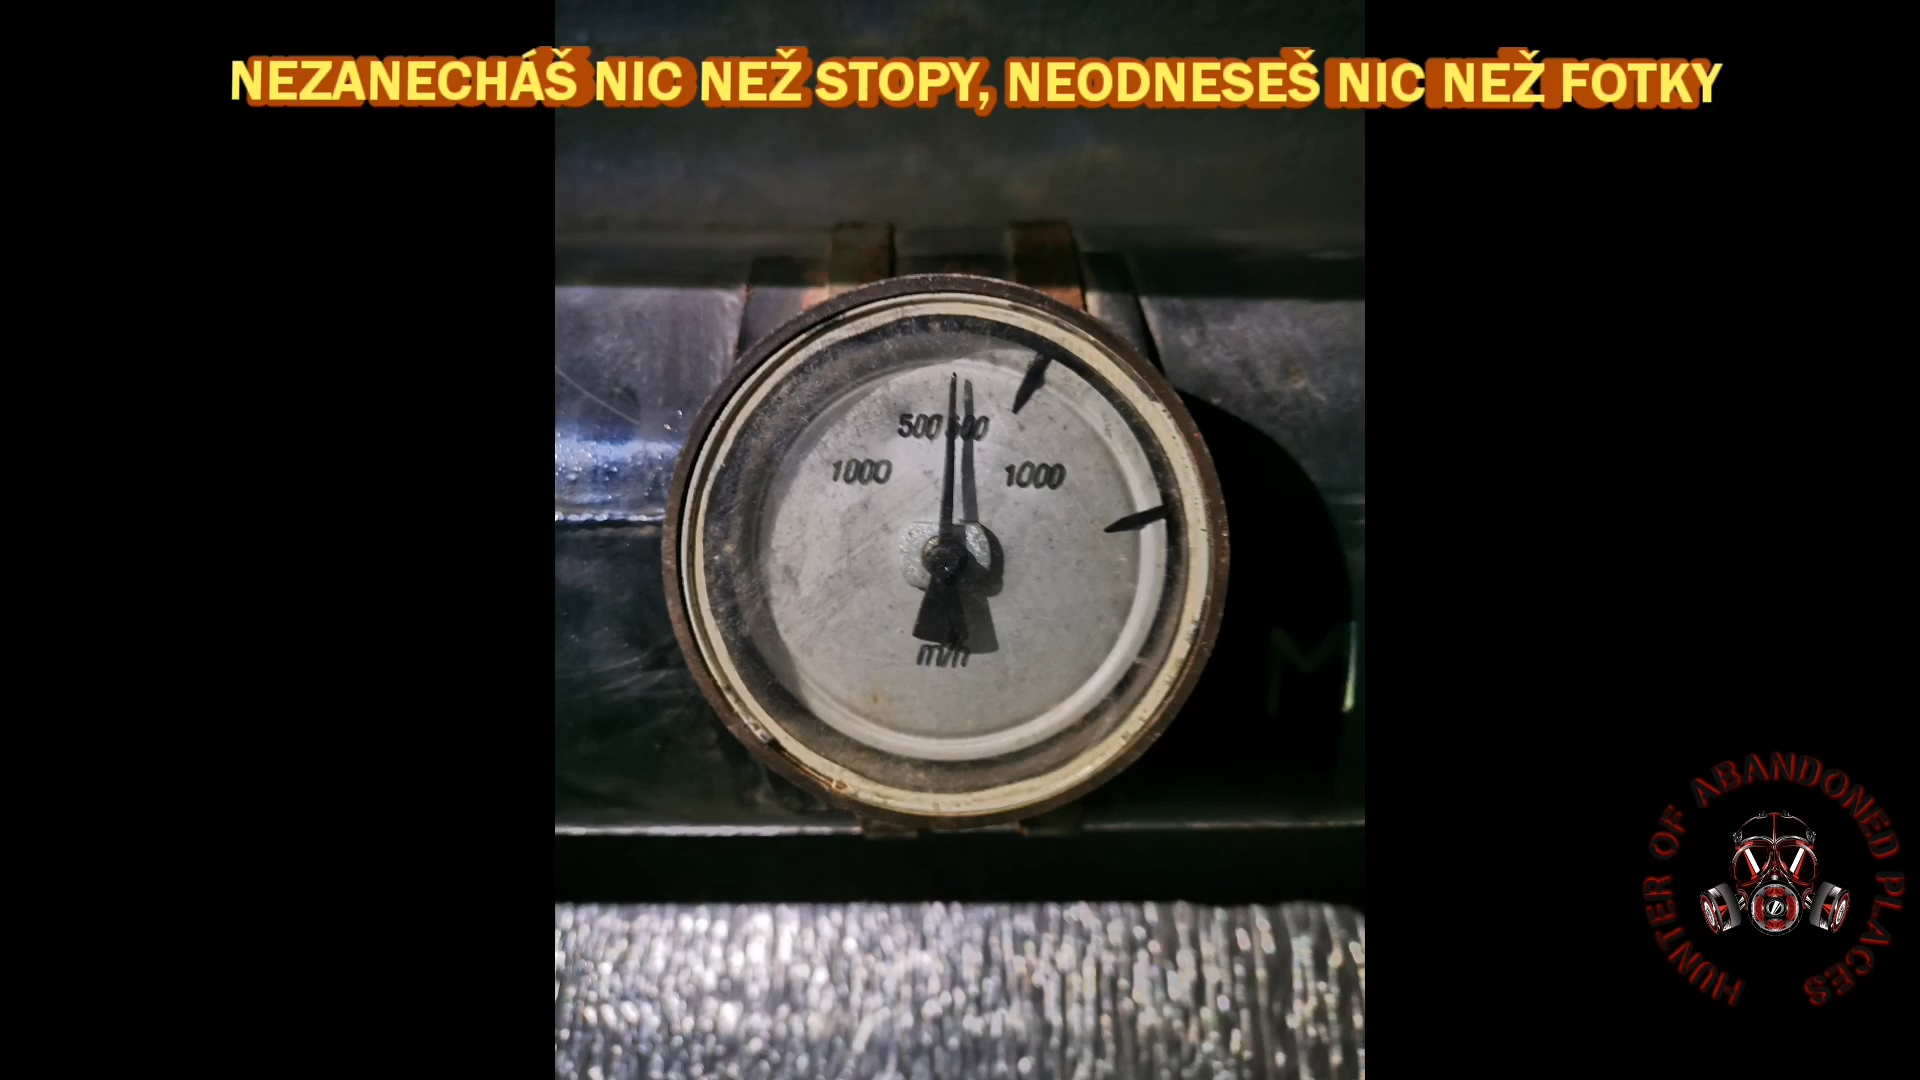 NEZANECHÁŠ NIC NEŽ STOPY, NEODNESEŠ NIC NEŽ FOTKY
500 500
1000 1000
m/h
HUNTER OF ABANDONED PLACES